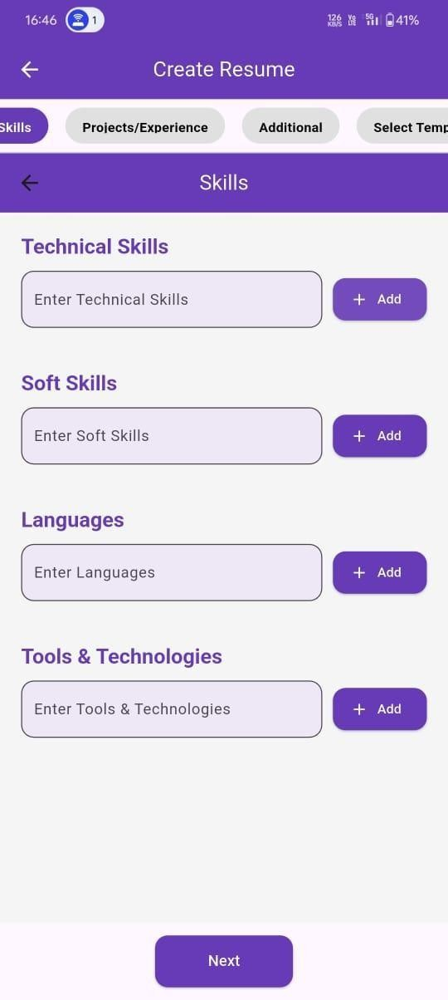 16:46 1 126 KB/S Vo LTE 5G 41%
Create Resume
Skills Projects/Experience Additional Select Temp
Skills
Technical Skills
Enter Technical Skills + Add
Soft Skills
Enter Soft Skills + Add
Languages
Enter Languages + Add
Tools & Technologies
Enter Tools & Technologies + Add
Next